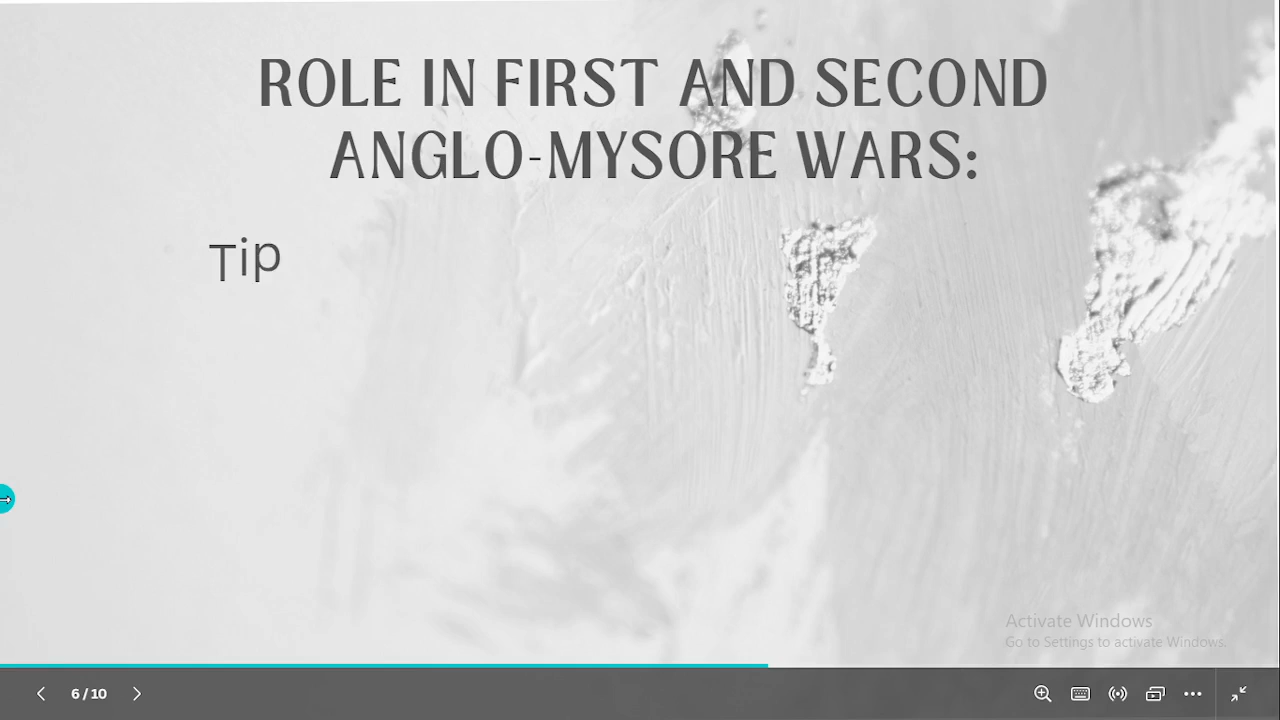 ROLE IN FIRST AND SECOND
ANGLO-MYSORE WARS:
Tip
Activate Windows
Go to Settings to activate Windows.
6 / 10